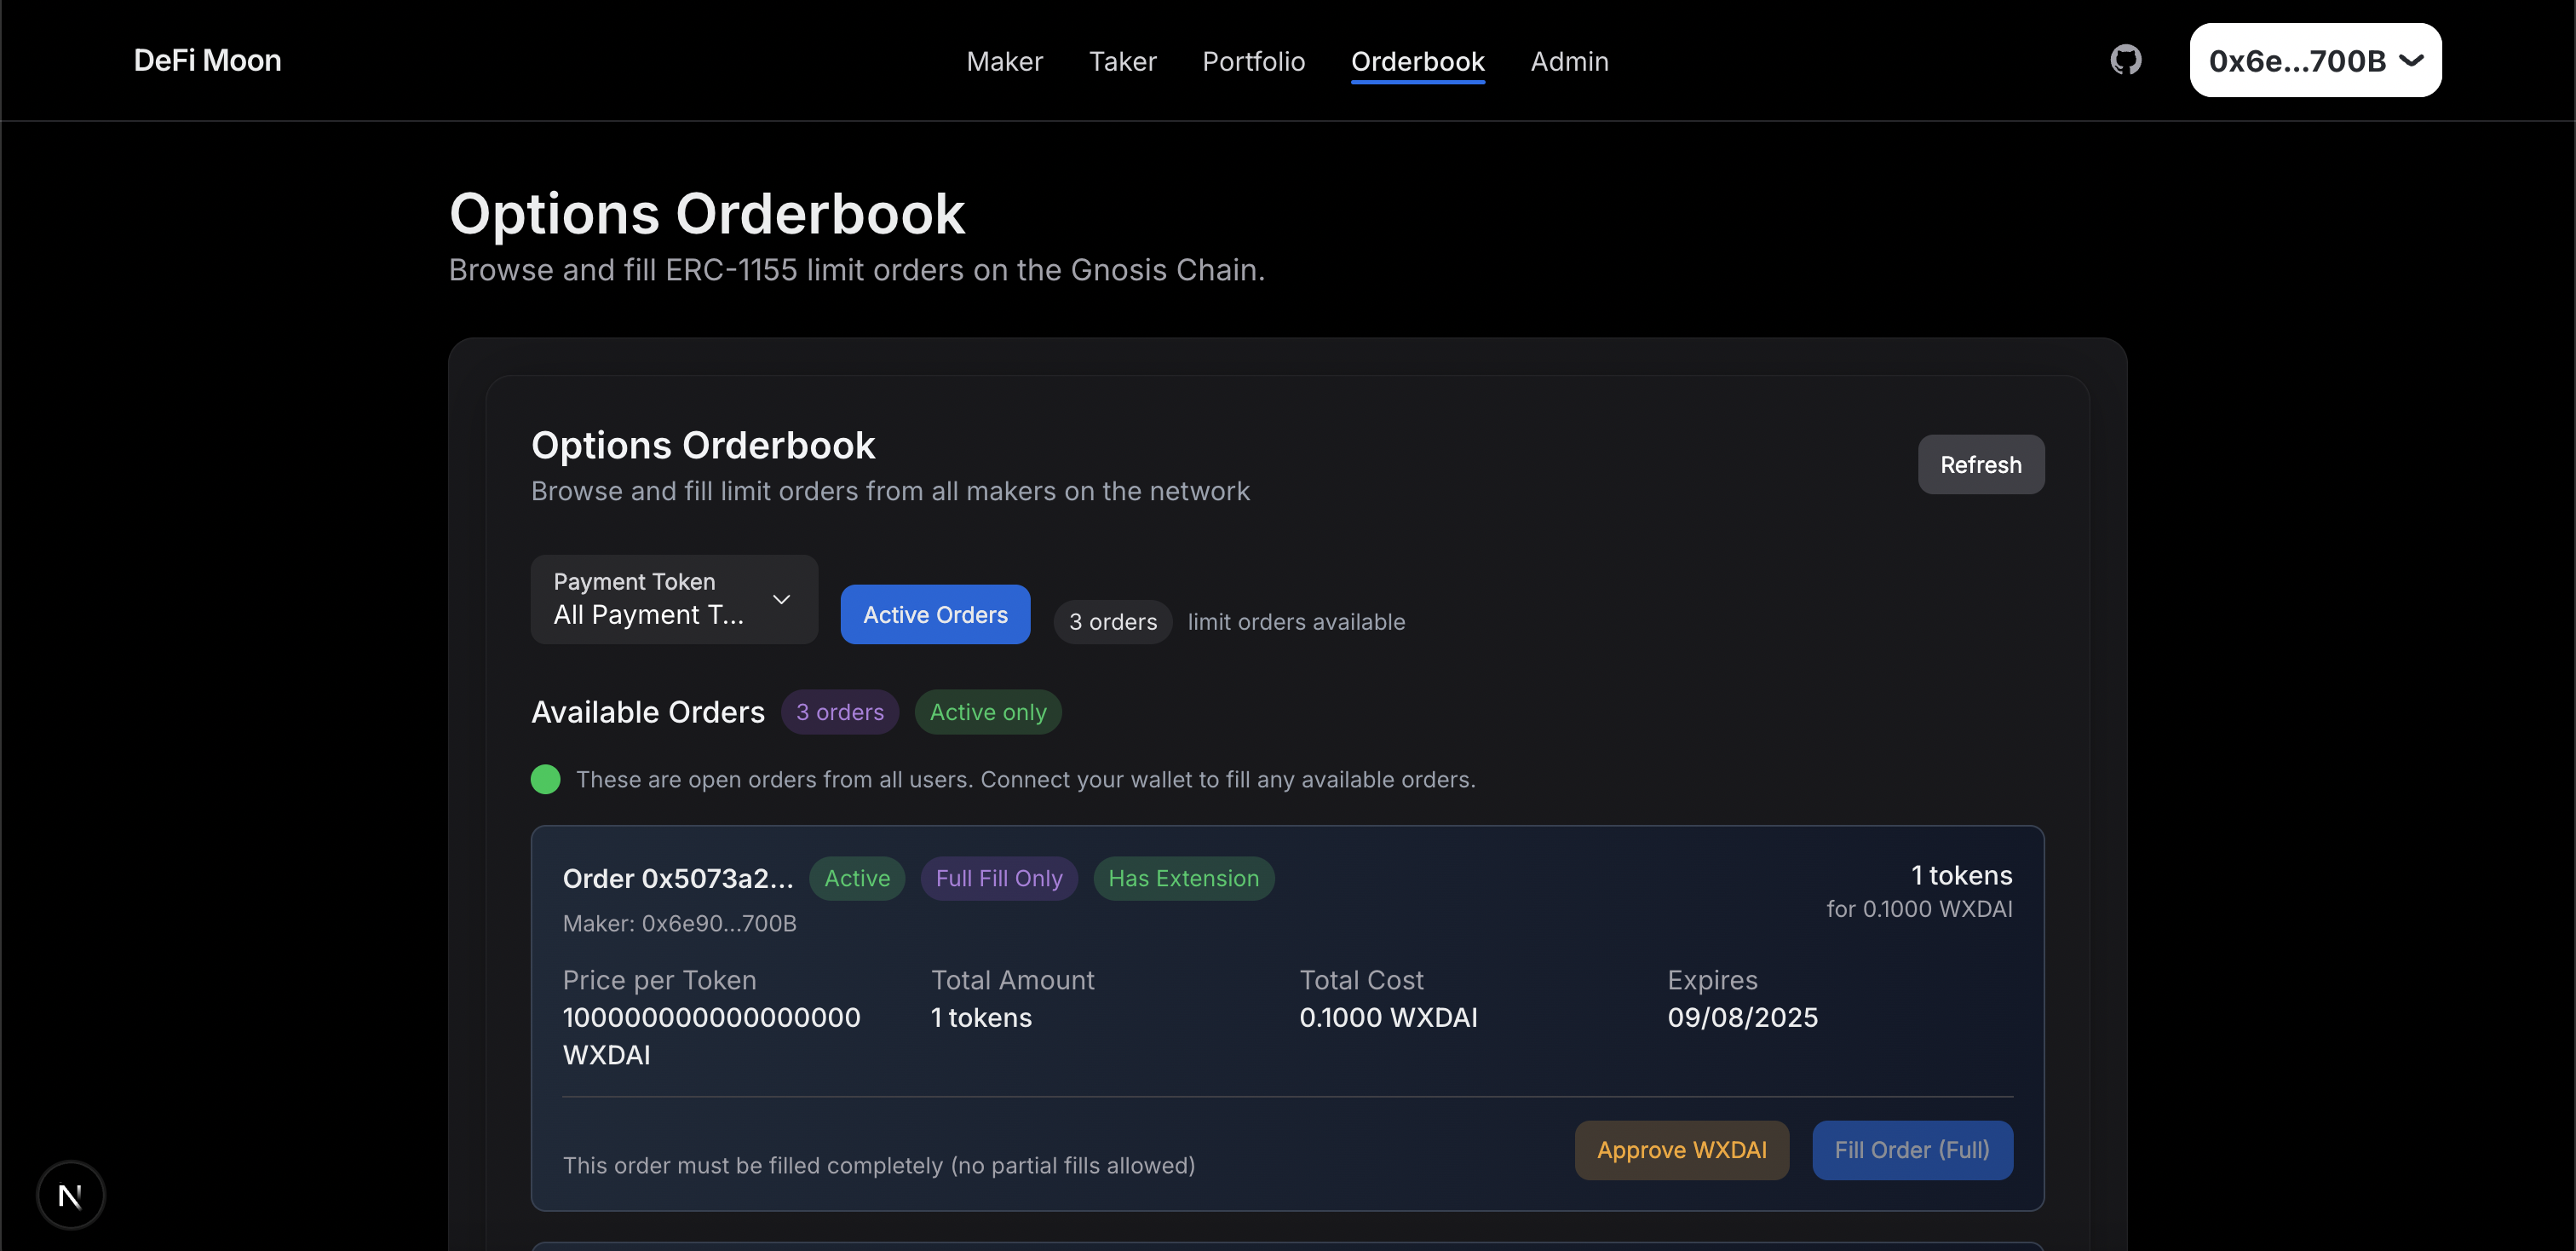 DeFi Moon
Maker Taker Portfolio Orderbook Admin
0x6e...700B
Options Orderbook
Browse and fill ERC-1155 limit orders on the Gnosis Chain.
Options Orderbook
Browse and fill limit orders from all makers on the network
Refresh
Payment Token
All Payment T...
Active Orders
3 orders limit orders available
Available Orders 3 orders Active only
These are open orders from all users. Connect your wallet to fill any available orders.
Order 0x5073a2... Active Full Fill Only Has Extension
1 tokens
for 0.1000 WXDAI
Maker: 0x6e90...700B
Price per Token Total Amount Total Cost Expires
100000000000000000 1 tokens 0.1000 WXDAI 09/08/2025
WXDAI
This order must be filled completely (no partial fills allowed)
Approve WXDAI Fill Order (Full)
N